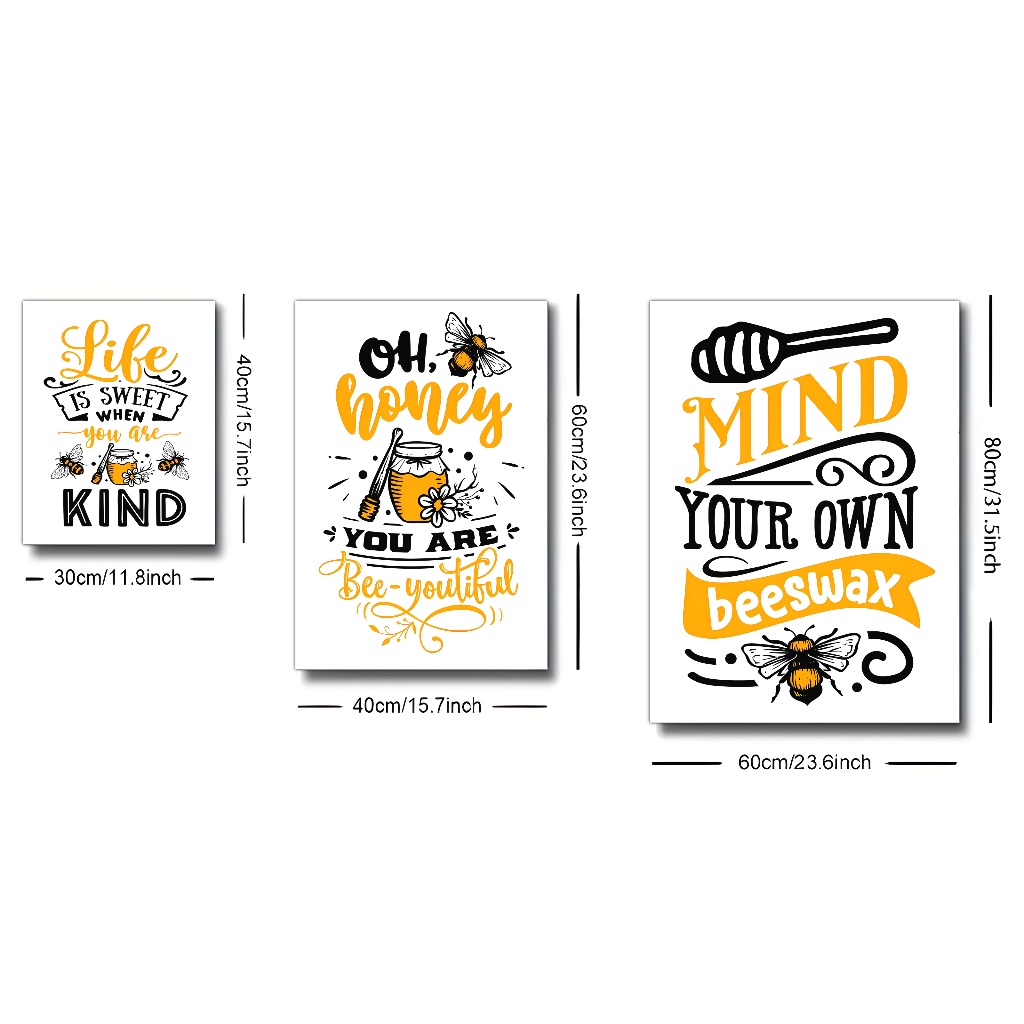 Life
IS SWEET
WHEN
you are
KIND
40cm/15.7inch
30cm/11.8inch
OH,
honey
YOU ARE
Bee-youtiful
60cm/23.6inch
40cm/15.7inch
MIND
YOUR OWN
beeswax
80cm/31.5inch
60cm/23.6inch